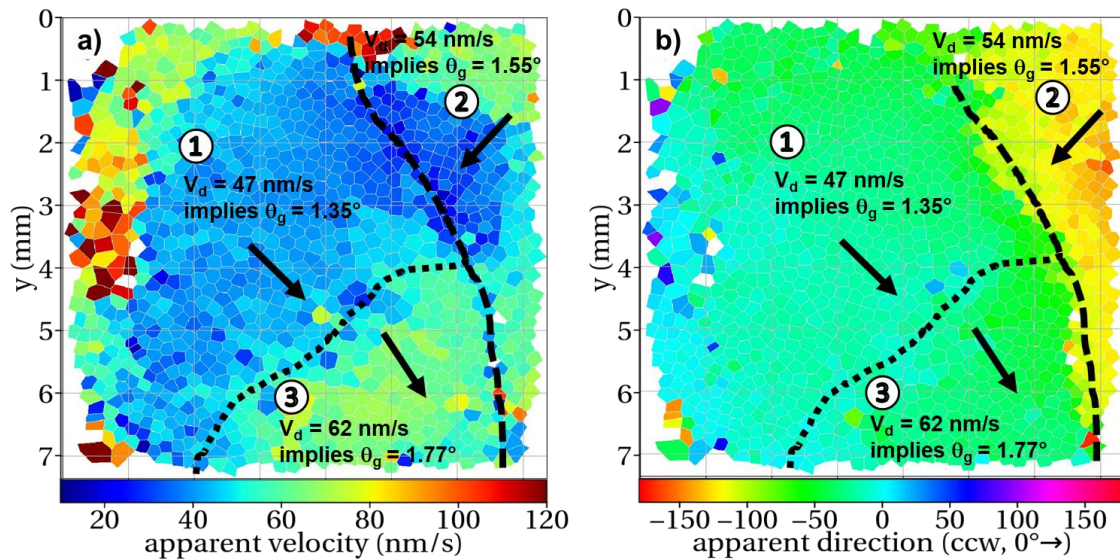 a)
V_d = 54 nm/s
implies θ_g = 1.55°
2
1
V_d = 47 nm/s
implies θ_g = 1.35°
3
V_d = 62 nm/s
implies θ_g = 1.77°
0
1
2
3
4
5
6
7
y (mm)
20 40 60 80 100 120
apparent velocity (nm/s)
b)
V_d = 54 nm/s
implies θ_g = 1.55°
2
1
V_d = 47 nm/s
implies θ_g = 1.35°
3
V_d = 62 nm/s
implies θ_g = 1.77°
0
1
2
3
4
5
6
7
y (mm)
−150 −100 −50 0 50 100 150
apparent direction (ccw, 0°→)